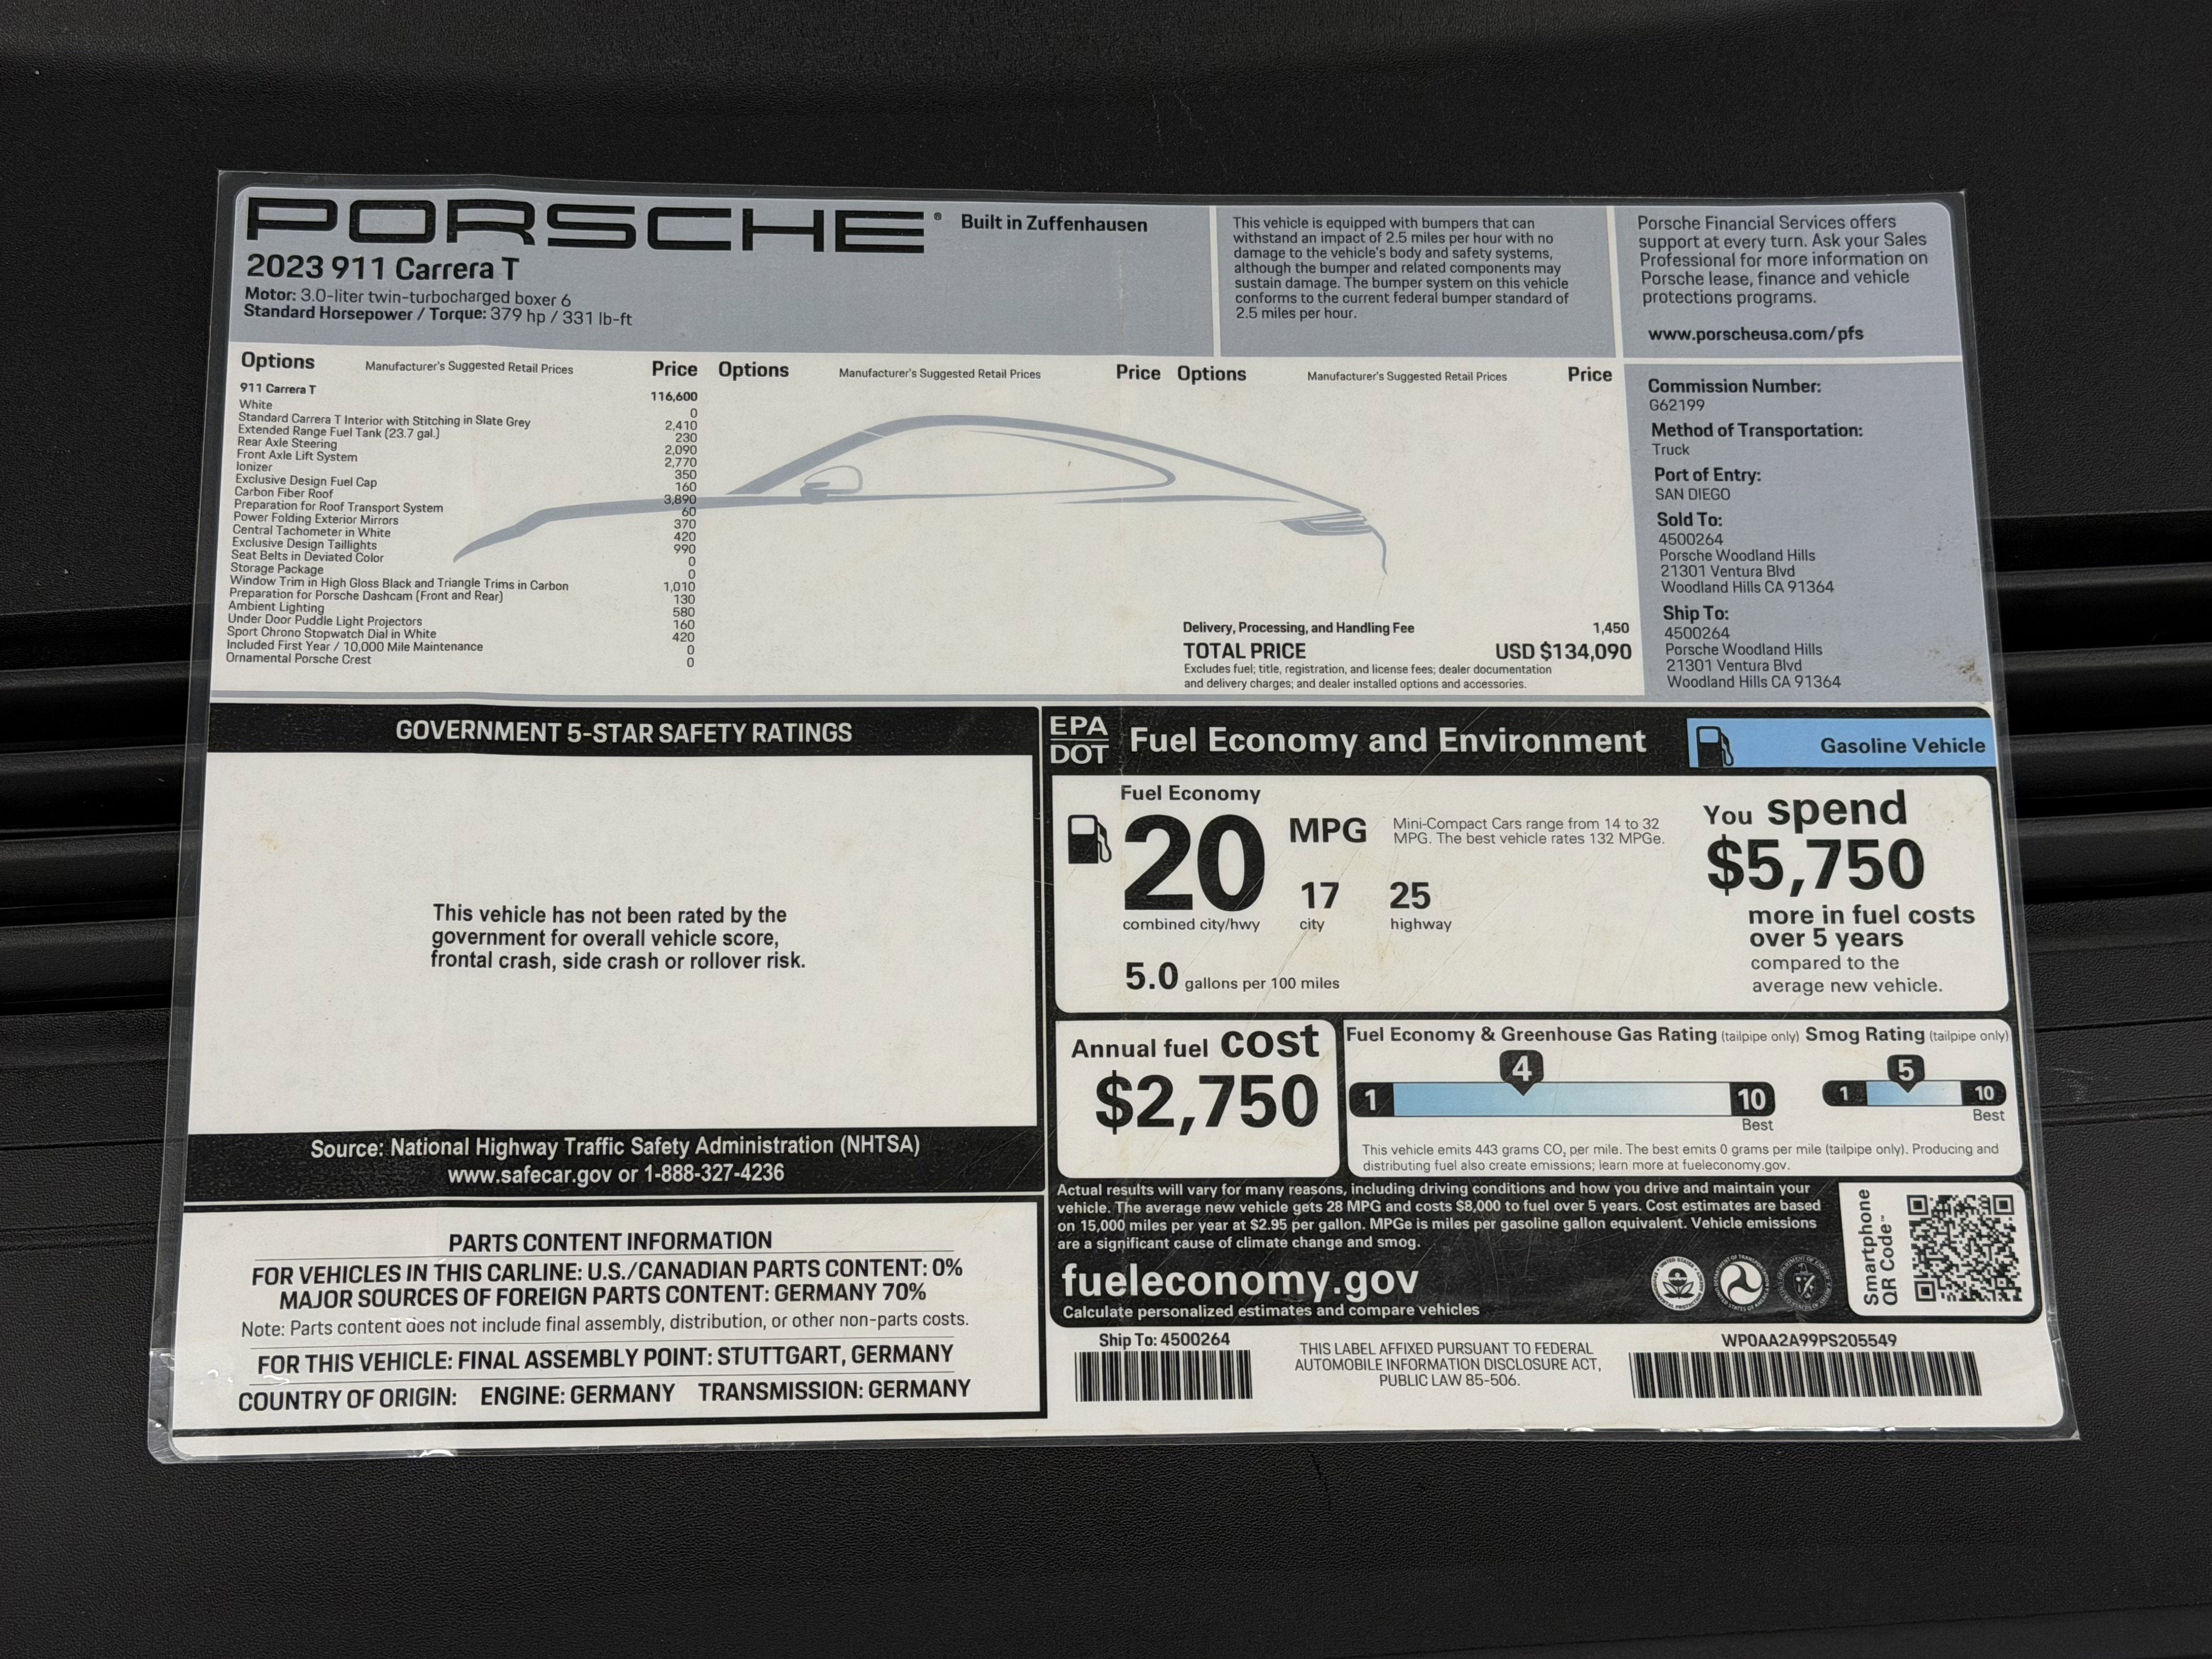 PORSCHE®
Built in Zuffenhausen
2023 911 Carrera T
Motor: 3.0-liter twin-turbocharged boxer 6
Standard Horsepower / Torque: 379 hp / 331 lb-ft
This vehicle is equipped with bumpers that can
withstand an impact of 2.5 miles per hour with no
damage to the vehicle's body and safety systems,
although the bumper and related components may
sustain damage. The bumper system on this vehicle
conforms to the current federal bumper standard of
2.5 miles per hour.
Porsche Financial Services offers
support at every turn. Ask your Sales
Professional for more information on
Porsche lease, finance and vehicle
protections programs.
www.porscheusa.com/pfs
Options Manufacturer's Suggested Retail Prices Price Options Manufacturer's Suggested Retail Prices Price Options Manufacturer's Suggested Retail Prices Price
911 Carrera T 116,600
White 0
Standard Carrera T Interior with Stitching in Slate Grey 2,410
Extended Range Fuel Tank (23.7 gal.) 230
Rear Axle Steering 2,090
Front Axle Lift System 2,770
Ionizer 350
Exclusive Design Fuel Cap 160
Carbon Fiber Roof 3,890
Preparation for Roof Transport System 60
Power Folding Exterior Mirrors 370
Central Tachometer in White 420
Exclusive Design Taillights 990
Seat Belts in Deviated Color 0
Storage Package 0
Window Trim in High Gloss Black and Triangle Trims in Carbon 1,010
Preparation for Porsche Dashcam (Front and Rear) 130
Ambient Lighting 580
Under Door Puddle Light Projectors 160
Sport Chrono Stopwatch Dial in White 420
Included First Year / 10,000 Mile Maintenance 0
Ornamental Porsche Crest 0
Delivery, Processing, and Handling Fee 1,450
TOTAL PRICE USD $134,090
Excludes fuel; title, registration, and license fees; dealer documentation
and delivery charges; and dealer installed options and accessories.
Commission Number:
G62199
Method of Transportation:
Truck
Port of Entry:
SAN DIEGO
Sold To:
4500264
Porsche Woodland Hills
21301 Ventura Blvd
Woodland Hills CA 91364
Ship To:
4500264
Porsche Woodland Hills
21301 Ventura Blvd
Woodland Hills CA 91364
GOVERNMENT 5-STAR SAFETY RATINGS
This vehicle has not been rated by the
government for overall vehicle score,
frontal crash, side crash or rollover risk.
Source: National Highway Traffic Safety Administration (NHTSA)
www.safecar.gov or 1-888-327-4236
PARTS CONTENT INFORMATION
FOR VEHICLES IN THIS CARLINE: U.S./CANADIAN PARTS CONTENT: 0%
MAJOR SOURCES OF FOREIGN PARTS CONTENT: GERMANY 70%
Note: Parts content does not include final assembly, distribution, or other non-parts costs.
FOR THIS VEHICLE: FINAL ASSEMBLY POINT: STUTTGART, GERMANY
COUNTRY OF ORIGIN: ENGINE: GERMANY TRANSMISSION: GERMANY
EPA
DOT
Fuel Economy and Environment
Gasoline Vehicle
Fuel Economy
20 MPG
combined city/hwy
17
city
25
highway
Mini-Compact Cars range from 14 to 32
MPG. The best vehicle rates 132 MPGe.
5.0 gallons per 100 miles
You spend
$5,750
more in fuel costs
over 5 years
compared to the
average new vehicle.
Annual fuel cost
$2,750
Fuel Economy & Greenhouse Gas Rating (tailpipe only)
4
1 10
Best
Smog Rating (tailpipe only)
5
1 10
Best
This vehicle emits 443 grams CO2 per mile. The best emits 0 grams per mile (tailpipe only). Producing and
distributing fuel also create emissions; learn more at fueleconomy.gov.
Actual results will vary for many reasons, including driving conditions and how you drive and maintain your
vehicle. The average new vehicle gets 28 MPG and costs $8,000 to fuel over 5 years. Cost estimates are based
on 15,000 miles per year at $2.95 per gallon. MPGe is miles per gasoline gallon equivalent. Vehicle emissions
are a significant cause of climate change and smog.
fueleconomy.gov
Calculate personalized estimates and compare vehicles
Smartphone
QR Code™
Ship To: 4500264
THIS LABEL AFFIXED PURSUANT TO FEDERAL
AUTOMOBILE INFORMATION DISCLOSURE ACT,
PUBLIC LAW 85-506.
WP0AA2A99PS205549